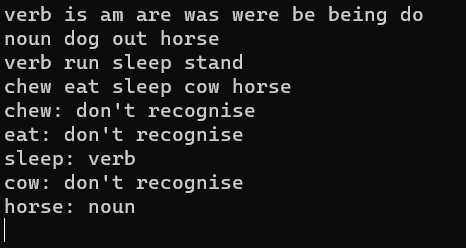 verb is am are was were be being do
noun dog out horse
verb run sleep stand
chew eat sleep cow horse
chew: don't recognise
eat: don't recognise
sleep: verb
cow: don't recognise
horse: noun